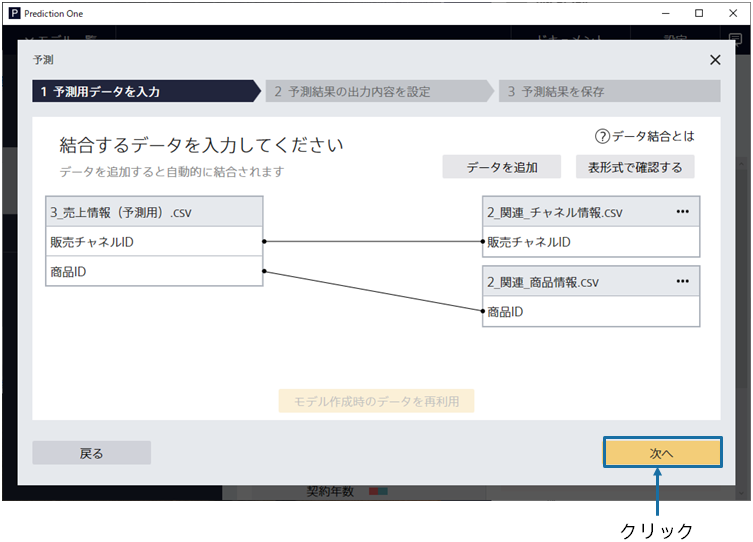 Prediction One
ドキュメント
設定
予測
1 予測用データを入力
2 予測結果の出力内容を設定
3 予測結果を保存
結合するデータを入力してください
?データ結合とは
データを追加すると自動的に結合されます
データを追加
表形式で確認する
3_売上情報（予測用）.csv
販売チャネルID
商品ID
2_関連_チャネル情報.csv
販売チャネルID
2_関連_商品情報.csv
商品ID
モデル作成時のデータを再利用
戻る
次へ
契約年数
クリック